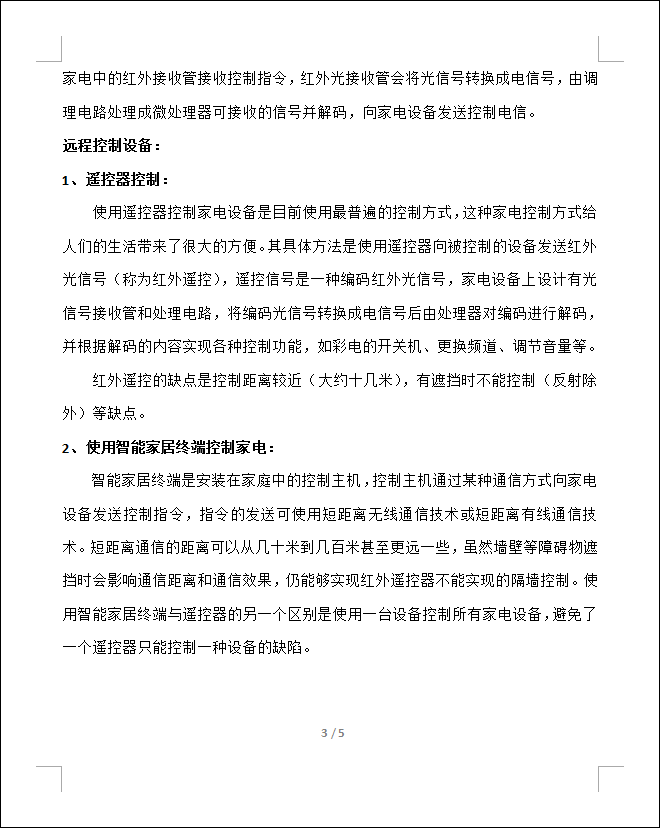 家电中的红外接收管接收控制指令，红外光接收管会将光信号转换成电信号，由调
理电路处理成微处理器可接收的信号并解码，向家电设备发送控制电信。
远程控制设备：
1、遥控器控制：
使用遥控器控制家电设备是目前使用最普遍的控制方式，这种家电控制方式给
人们的生活带来了很大的方便。其具体方法是使用遥控器向被控制的设备发送红外
光信号（称为红外遥控），遥控信号是一种编码红外光信号，家电设备上设计有光
信号接收管和处理电路，将编码光信号转换成电信号后由处理器对编码进行解码，
并根据解码的内容实现各种控制功能，如彩电的开关机、更换频道、调节音量等。
红外遥控的缺点是控制距离较近（大约十几米），有遮挡时不能控制（反射除
外）等缺点。
2、使用智能家居终端控制家电：
智能家居终端是安装在家庭中的控制主机，控制主机通过某种通信方式向家电
设备发送控制指令，指令的发送可使用短距离无线通信技术或短距离有线通信技
术。短距离通信的距离可以从几十米到几百米甚至更远一些，虽然墙壁等障碍物遮
挡时会影响通信距离和通信效果，仍能够实现红外遥控器不能实现的隔墙控制。使
用智能家居终端与遥控器的另一个区别是使用一台设备控制所有家电设备，避免了
一个遥控器只能控制一种设备的缺陷。
3 / 5